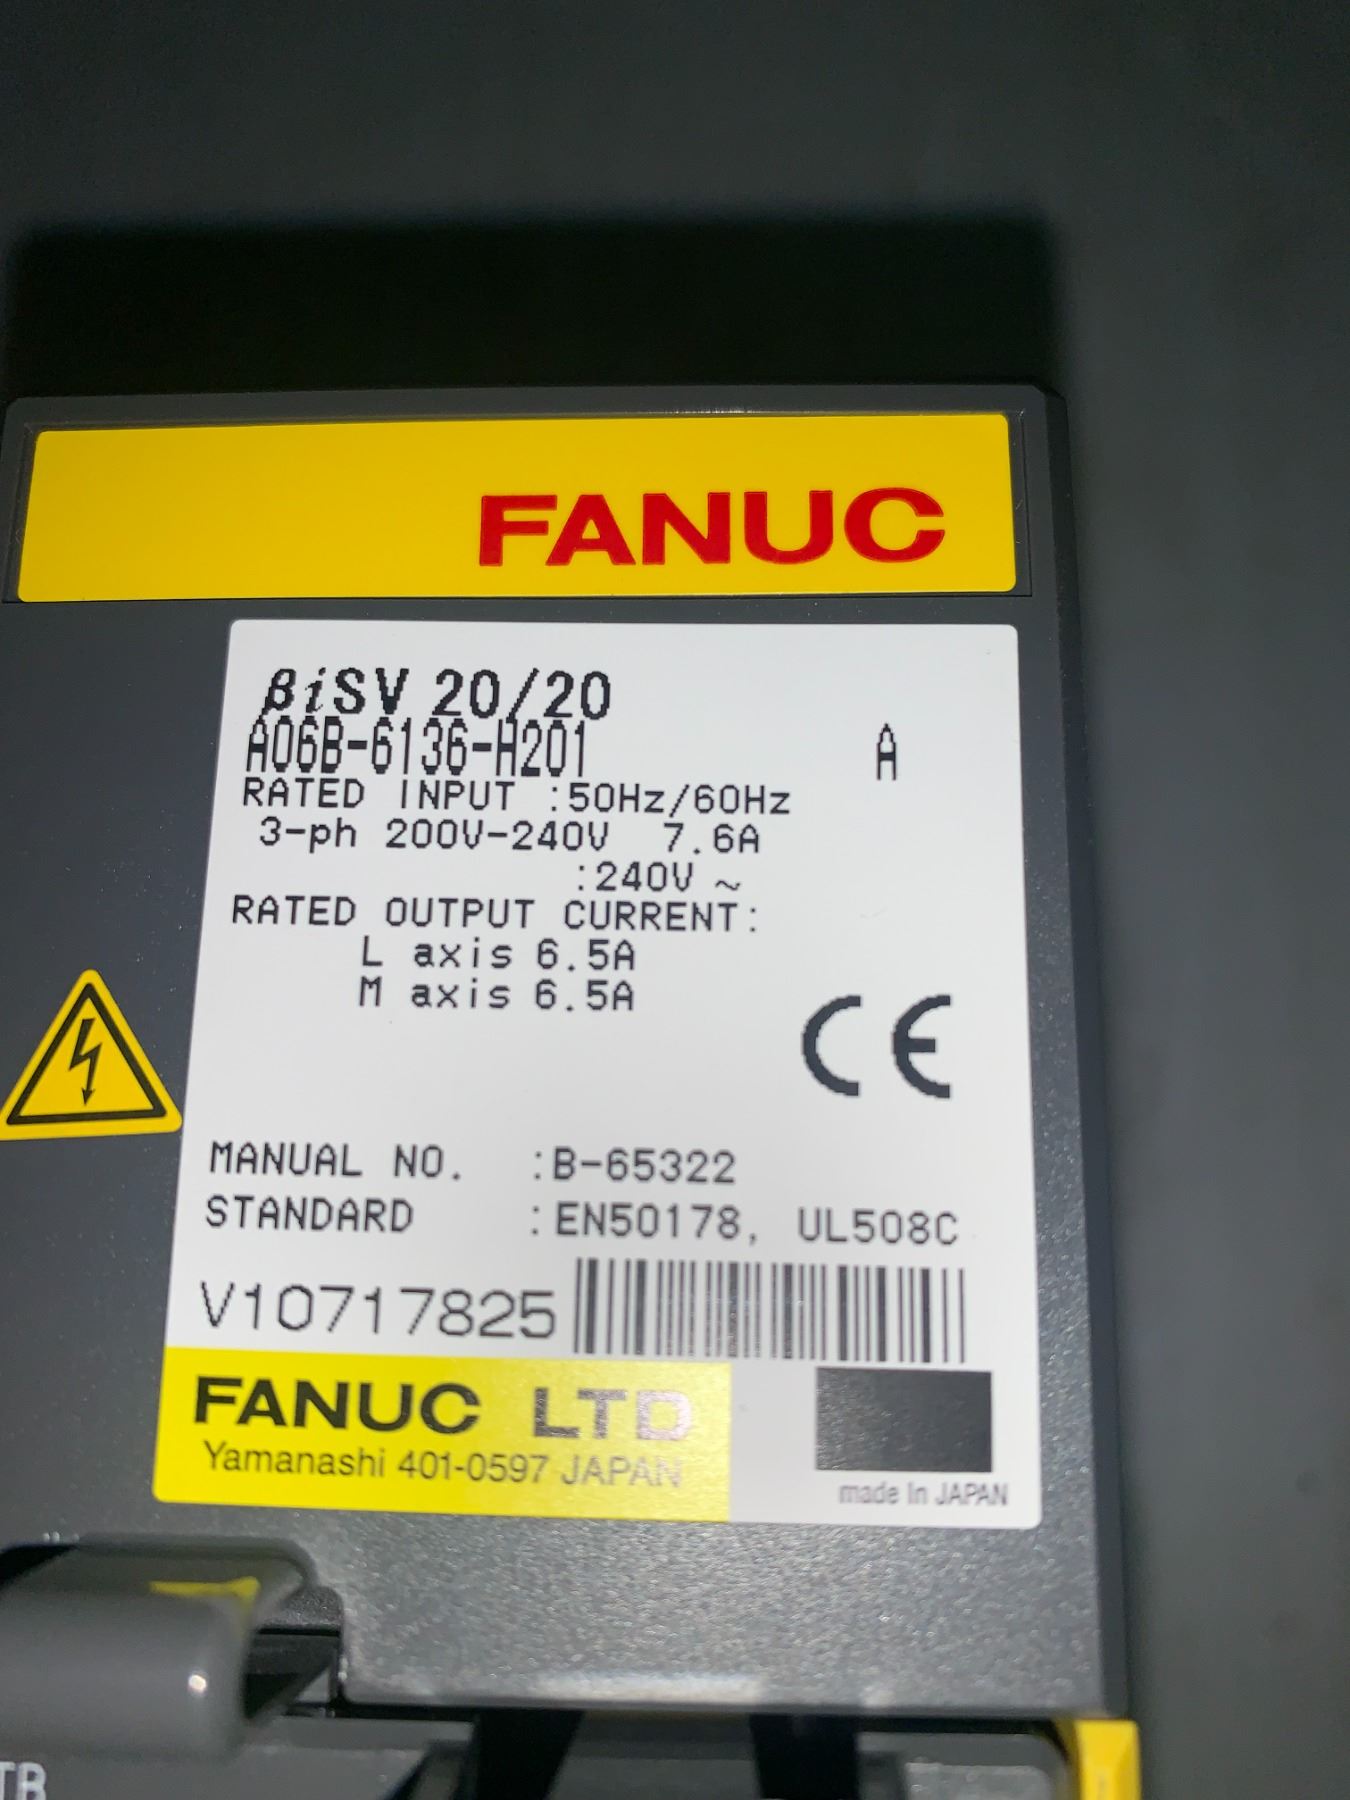 FANUC
βiSV 20/20
A06B-6136-H201 A
RATED INPUT :50Hz/60Hz
3-ph 200V-240V 7.6A
:240V ~
RATED OUTPUT CURRENT:
L axis 6.5A
M axis 6.5A
CE
MANUAL NO. :B-65322
STANDARD :EN50178, UL508C
V10717825
FANUC LTD
Yamanashi 401-0597 JAPAN
made In JAPAN
TB